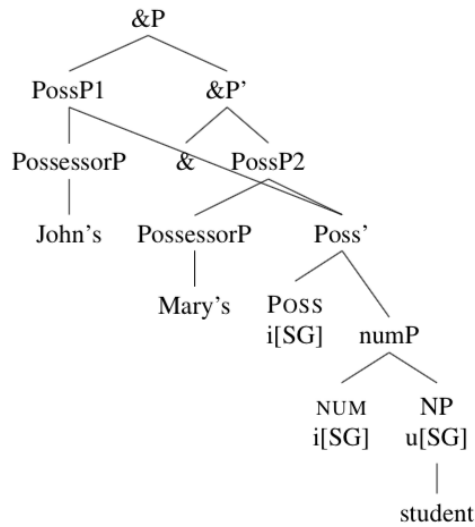 &P
PossP1 &P'
PossessorP & PossP2
John's PossessorP Poss'
Mary's POSS numP
i[SG]
NUM NP
i[SG] u[SG]
student